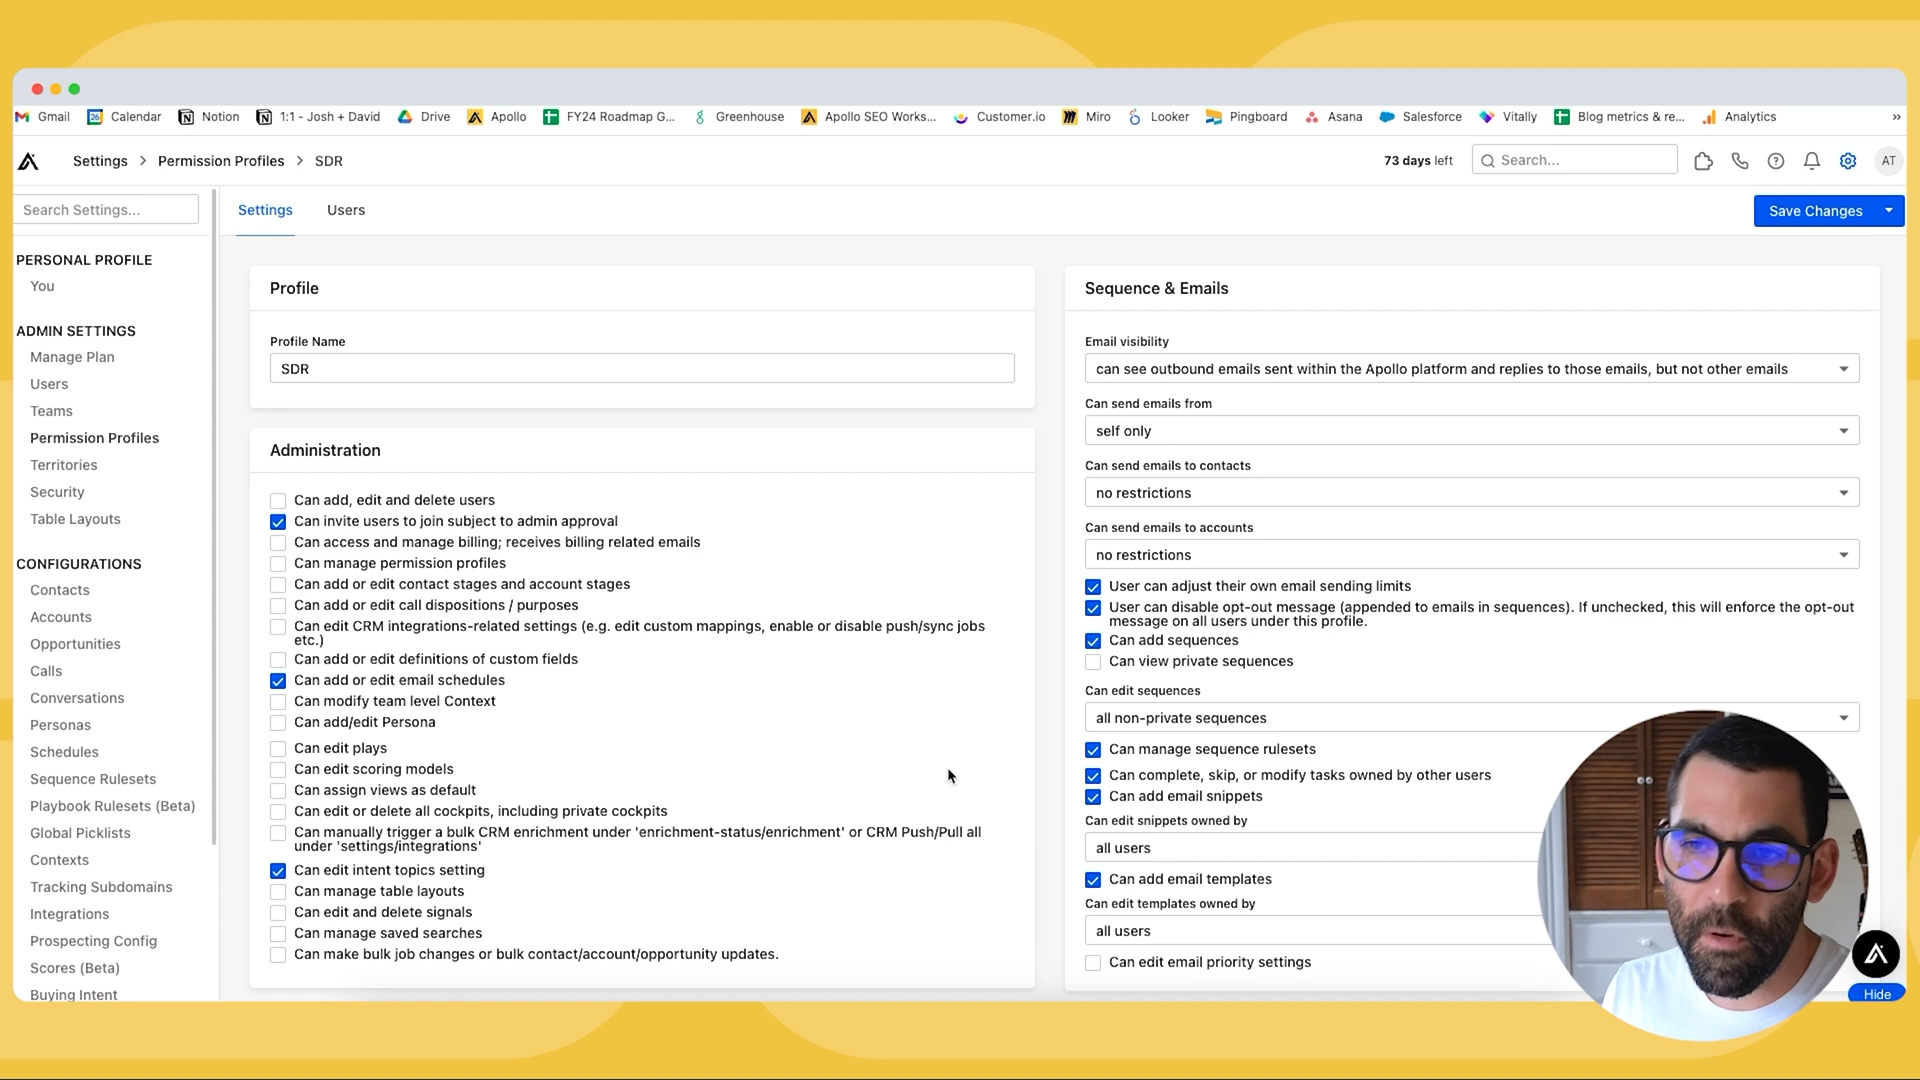 Gmail
Calendar
Notion
1:1 - Josh + David
Drive
Apollo
FY24 Roadmap G...
Greenhouse
Apollo SEO Works...
Customer.io
Miro
Looker
Pingboard
Asana
Salesforce
Vitally
Blog metrics & re...
Analytics
»
Settings > Permission Profiles > SDR
73 days left
Search...
AT
Search Settings...
Settings
Users
Save Changes
PERSONAL PROFILE
You
ADMIN SETTINGS
Manage Plan
Users
Teams
Permission Profiles
Territories
Security
Table Layouts
CONFIGURATIONS
Contacts
Accounts
Opportunities
Calls
Conversations
Personas
Schedules
Sequence Rulesets
Playbook Rulesets (Beta)
Global Picklists
Contexts
Tracking Subdomains
Integrations
Prospecting Config
Scores (Beta)
Buying Intent
Profile
Profile Name
SDR
Administration
Can add, edit and delete users
Can invite users to join subject to admin approval
Can access and manage billing; receives billing related emails
Can manage permission profiles
Can add or edit contact stages and account stages
Can add or edit call dispositions / purposes
Can edit CRM integrations-related settings (e.g. edit custom mappings, enable or disable push/sync jobs
etc.)
Can add or edit definitions of custom fields
Can add or edit email schedules
Can modify team level Context
Can add/edit Persona
Can edit plays
Can edit scoring models
Can assign views as default
Can edit or delete all cockpits, including private cockpits
Can manually trigger a bulk CRM enrichment under 'enrichment-status/enrichment' or CRM Push/Pull all
under 'settings/integrations'
Can edit intent topics setting
Can manage table layouts
Can edit and delete signals
Can manage saved searches
Can make bulk job changes or bulk contact/account/opportunity updates.
Sequence & Emails
Email visibility
can see outbound emails sent within the Apollo platform and replies to those emails, but not other emails
Can send emails from
self only
Can send emails to contacts
no restrictions
Can send emails to accounts
no restrictions
User can adjust their own email sending limits
User can disable opt-out message (appended to emails in sequences). If unchecked, this will enforce the opt-out
message on all users under this profile.
Can add sequences
Can view private sequences
Can edit sequences
all non-private sequences
Can manage sequence rulesets
Can complete, skip, or modify tasks owned by other users
Can add email snippets
Can edit snippets owned by
all users
Can add email templates
Can edit templates owned by
all users
Can edit email priority settings
Hide